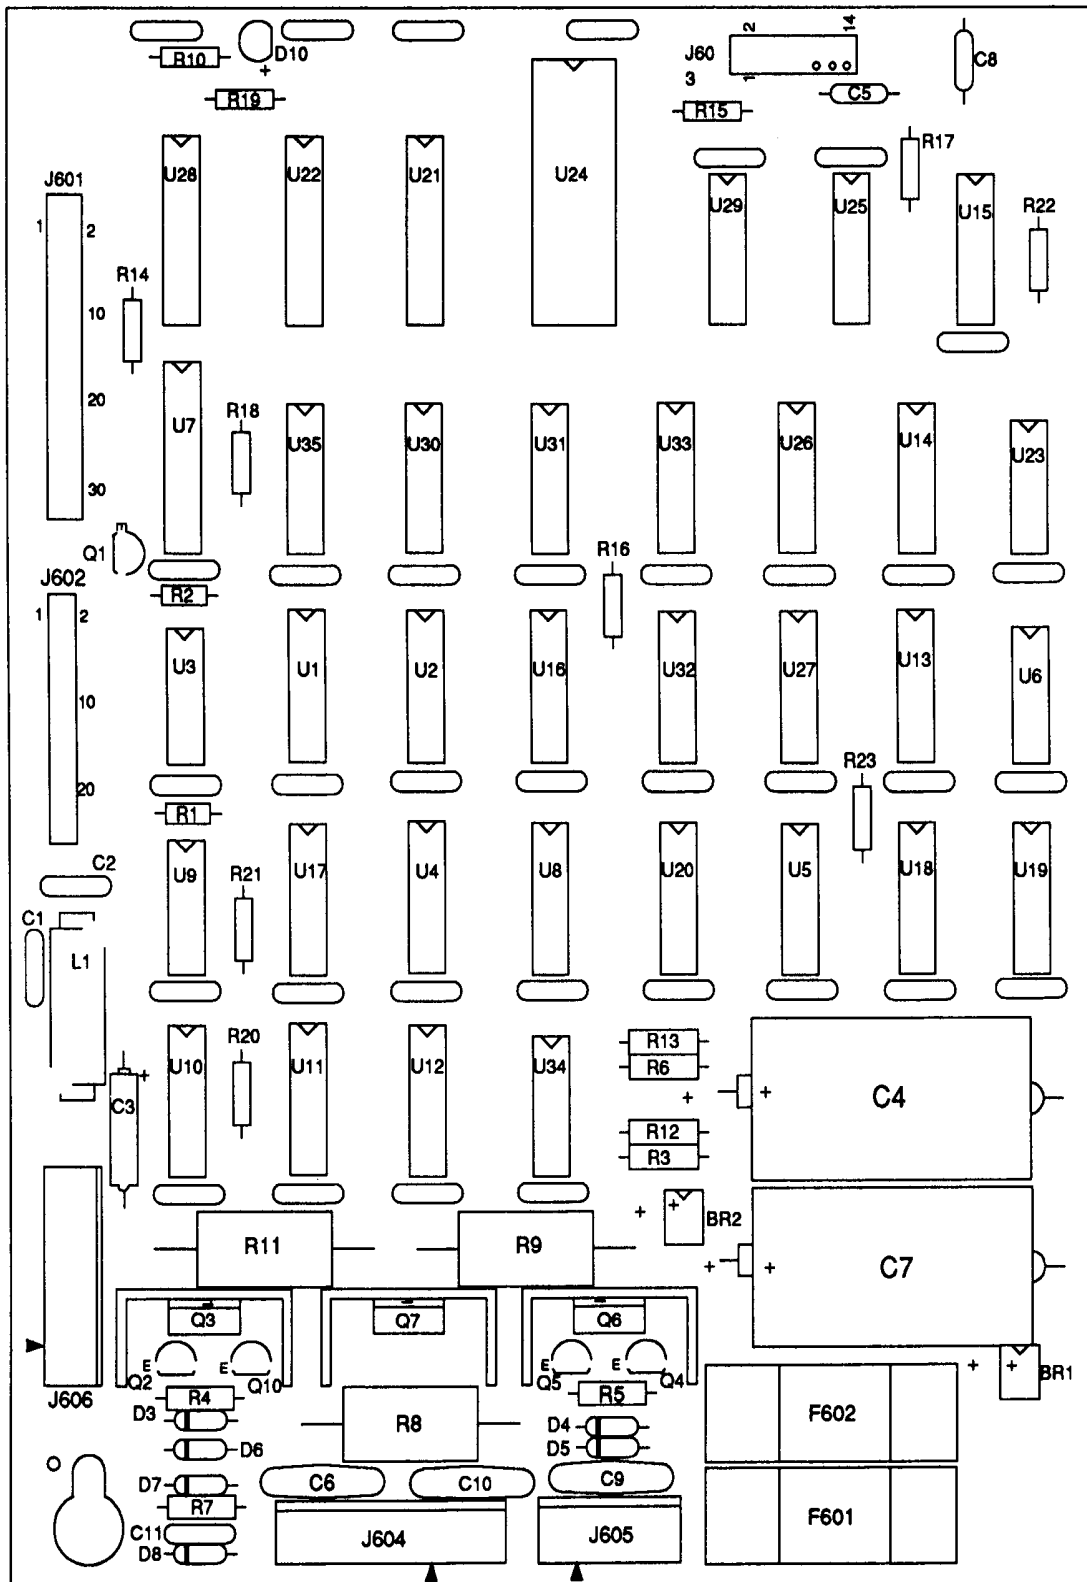 R10
D10
+
R19
J60
3
2
14
1
R15
C5
C8
R17
U28
U22
U21
U24
U29
U25
U15
R22
J601
1
2
10
20
30
R14
U7
R18
U35
U30
U31
U33
U26
U14
U23
E
Q1
R16
J602
1
2
10
20
R2
U3
U1
U2
U16
U32
U27
U13
U6
R23
R1
C2
C1
L1
U9
R21
U17
U4
U8
U20
U5
U18
U19
U10
R20
U11
U12
U34
R13
R6
+
R12
R3
+
C4
+
C3
R11
R9
+
+
BR2
+
+
C7
Q3
Q7
Q6
E
Q2
E
Q10
E
Q5
E
Q4
+
+
BR1
J606
R4
D3
D6
D7
R7
C11
D8
R8
R5
D4
D5
F602
C6
C10
C9
F601
J604
J605